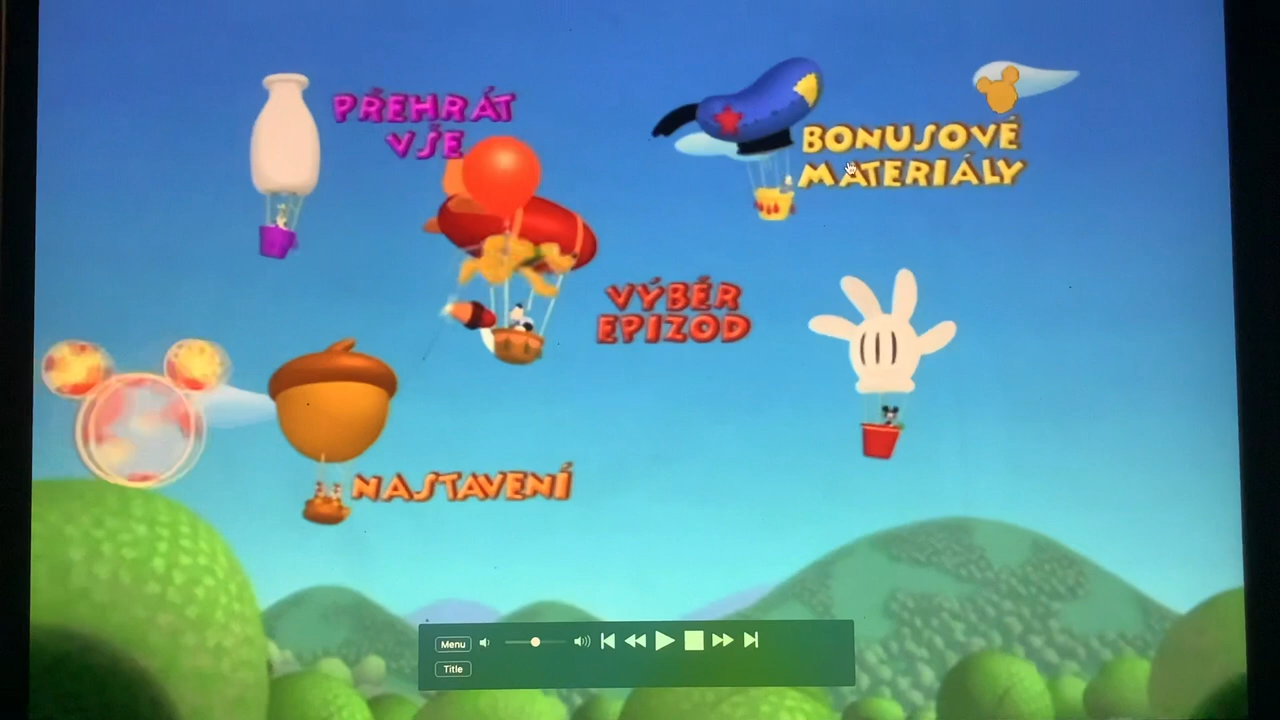 PŘEHRÁT
VŠE
BONUSOVÉ
MATERIÁLY
VÝBĚR
EPIZOD
NASTAVENÍ
Menu
Title